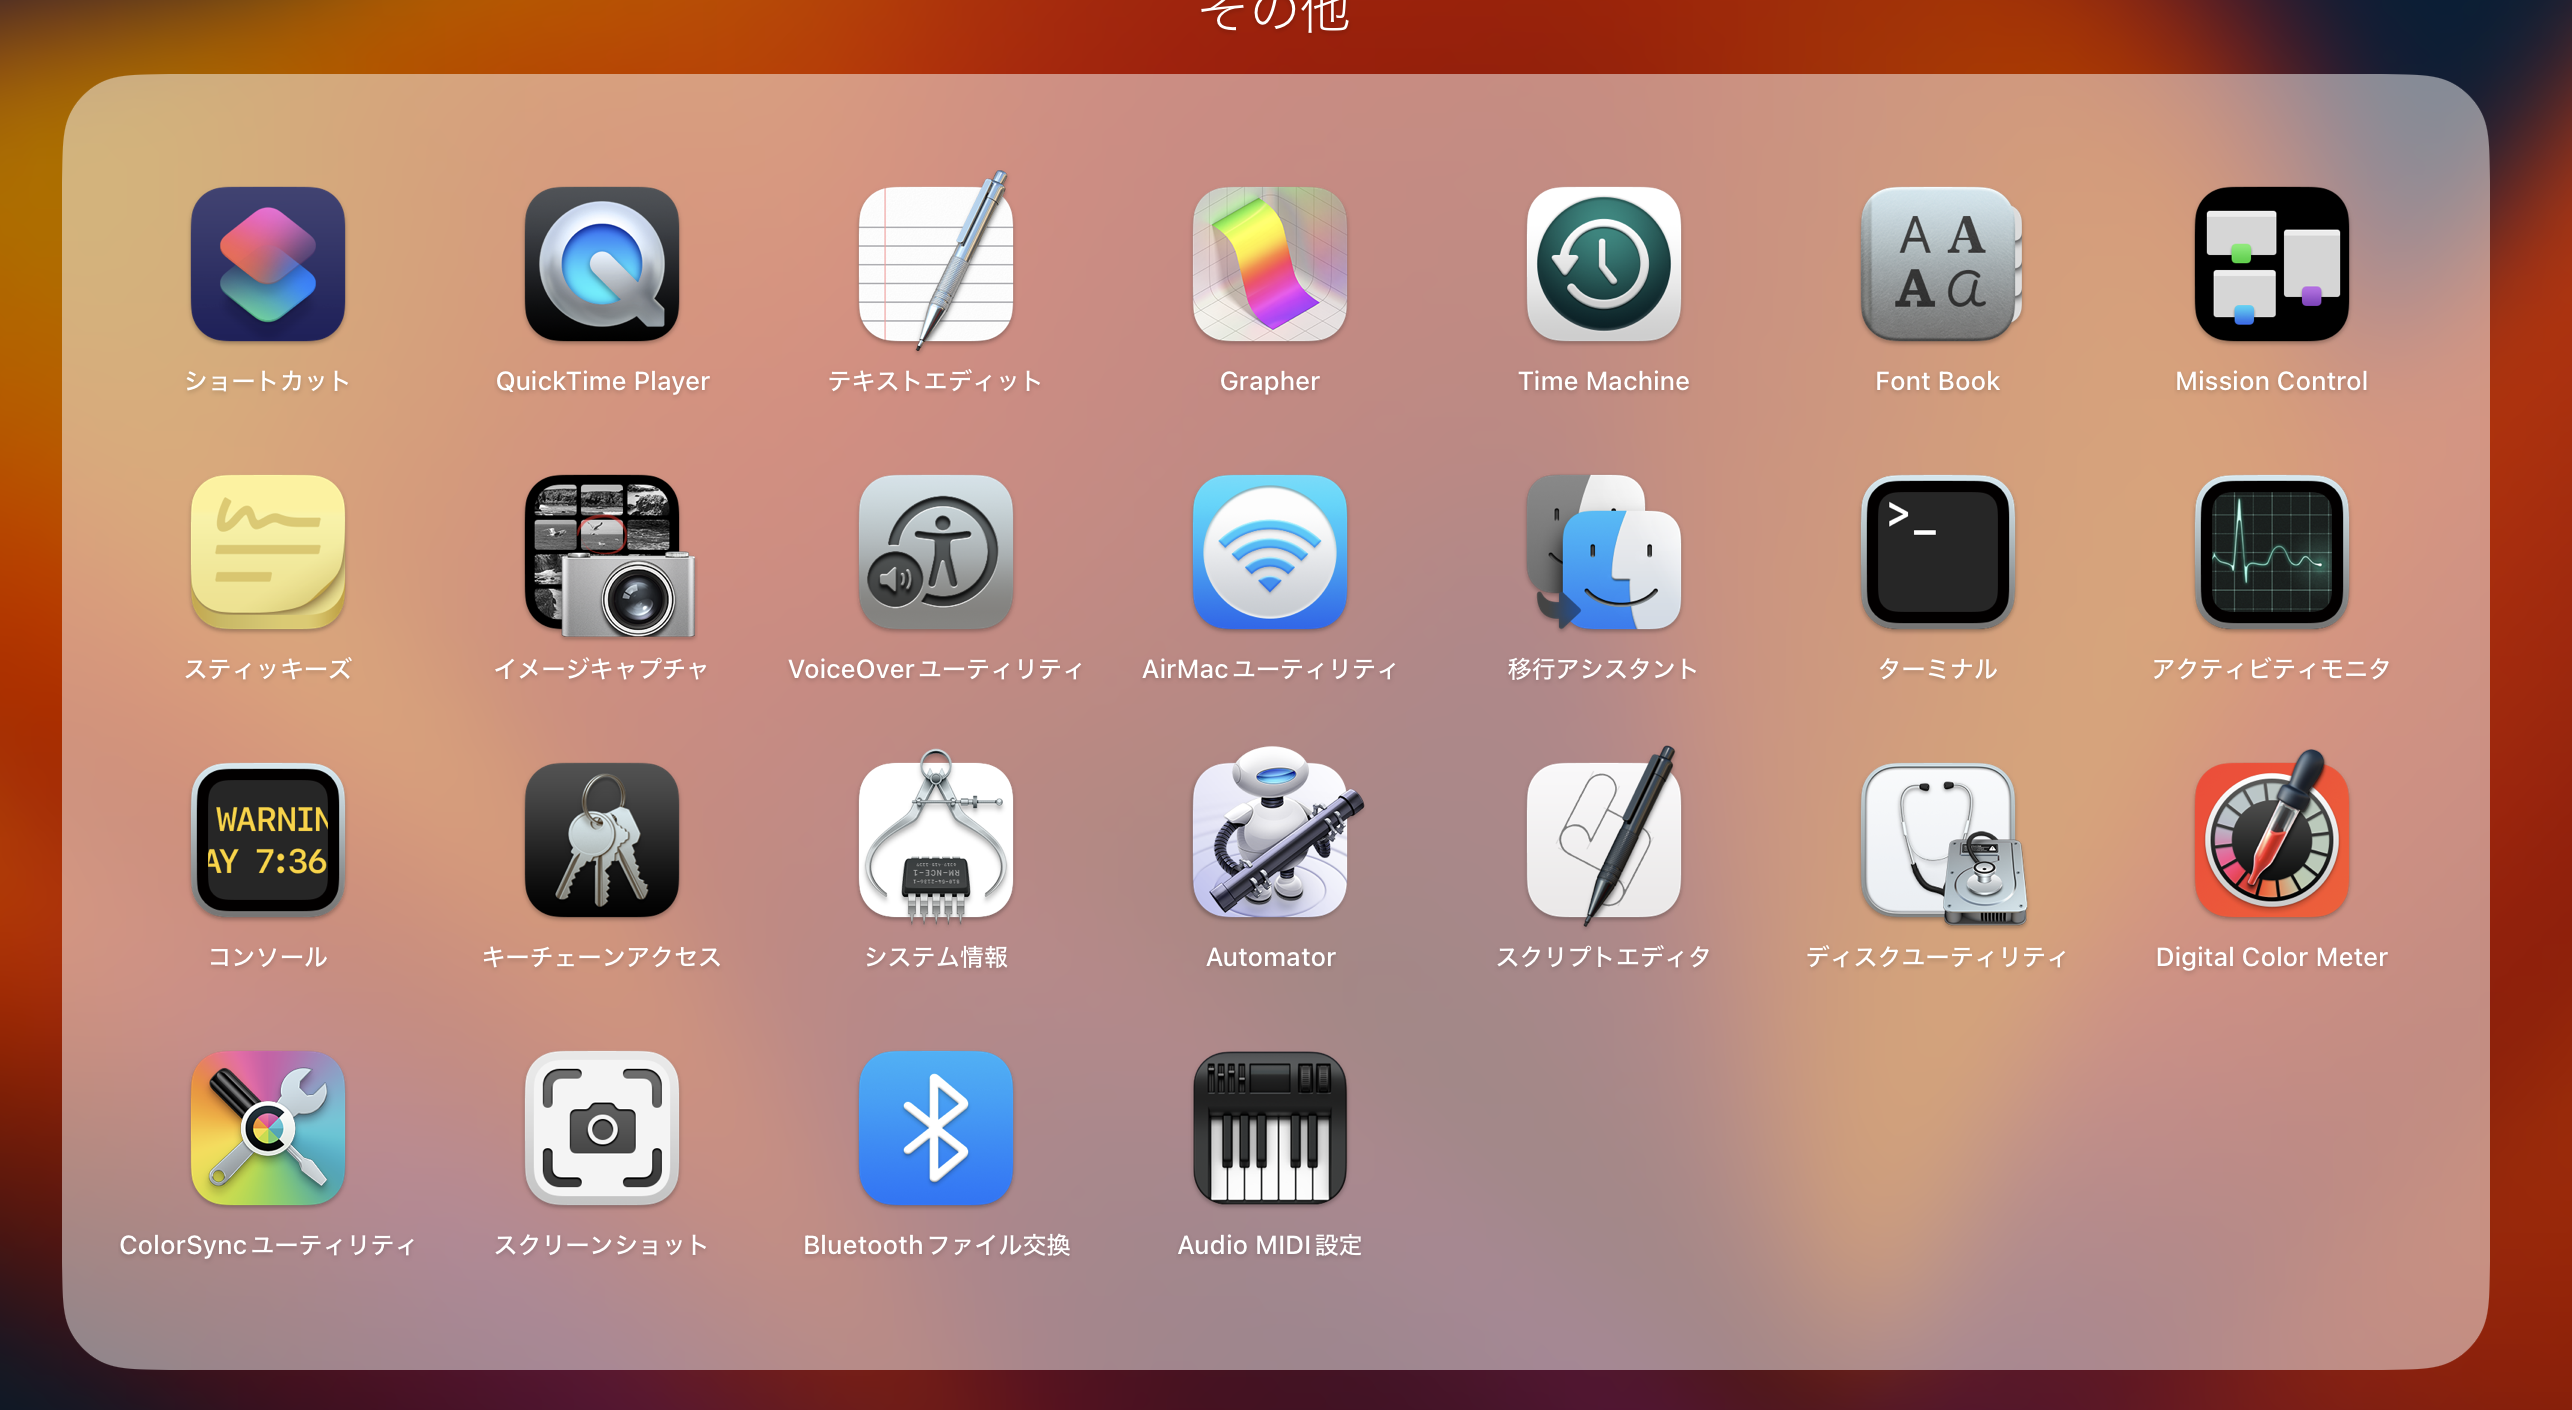 その他
ショートカット
QuickTime Player
テキストエディット
Grapher
Time Machine
A A
A a
Font Book
Mission Control
スティッキーズ
イメージキャプチャ
VoiceOverユーティリティ
AirMacユーティリティ
移行アシスタント
>_
ターミナル
アクティビティモニタ
WARNIN
AY 7:36
コンソール
キーチェーンアクセス
システム情報
Automator
スクリプトエディタ
ディスクユーティリティ
Digital Color Meter
ColorSyncユーティリティ
スクリーンショット
Bluetoothファイル交換
Audio MIDI設定